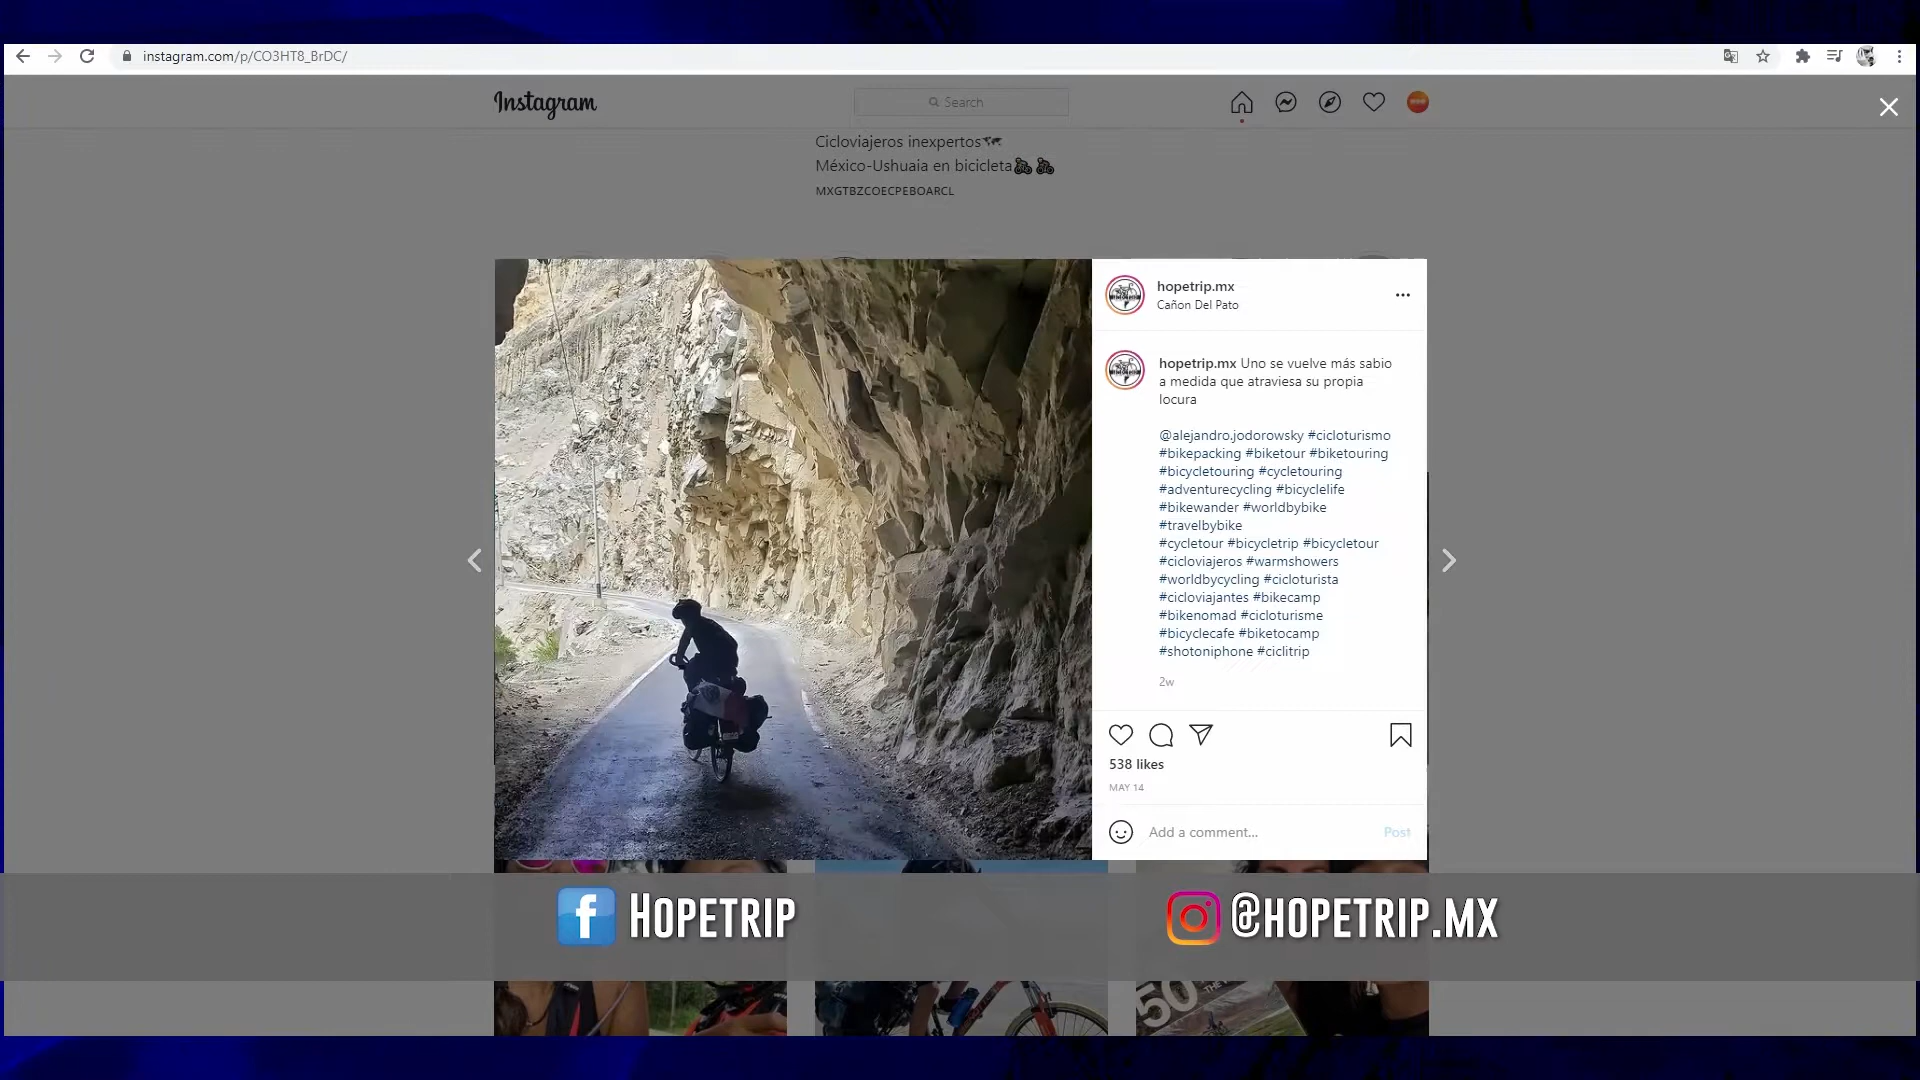 instagram.com/p/CO3HT8_BrDC/
Instagram
Search
Cicloviajeros inexpertos
México-Ushuaia en bicicleta
MXGTBZCOECPEBOARCL
hopetrip.mx
Cañon Del Pato
hopetrip.mx Uno se vuelve más sabio
a medida que atraviesa su propia
locura
@alejandro.jodorowsky #cicloturismo
#bikepacking #biketour #biketouring
#bicycletouring #cycletouring
#adventurecycling #bicyclelife
#bikewander #worldbybike
#travelbybike
#cycletour #bicycletrip #bicycletour
#cicloviajeros #warmshowers
#worldbycycling #cicloturista
#cicloviajantes #bikecamp
#bikenomad #cicloturisme
#bicyclecafe #biketocamp
#shotoniphone #ciclitrip
2w
538 likes
MAY 14
Add a comment...
Post
HOPETRIP
@HOPETRIP.MX
50